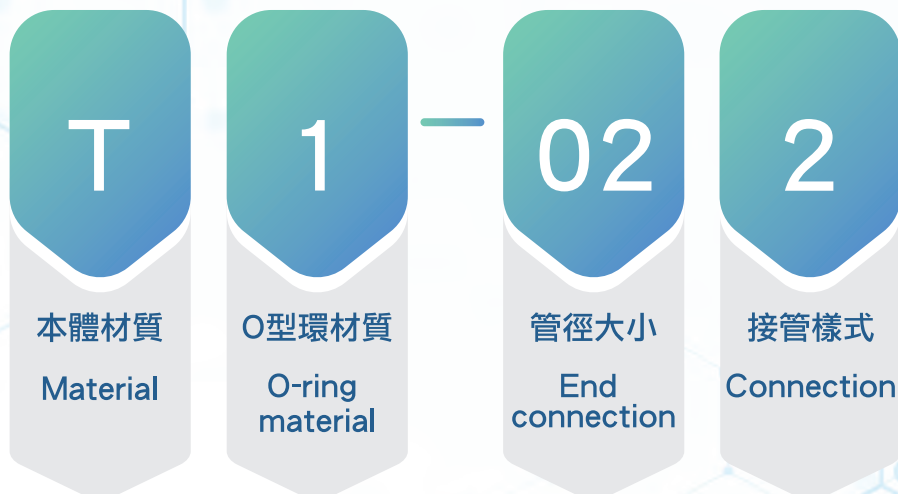 T
1
—
02
2
本體材質
Material
O型環材質
O-ring
material
管徑大小
End
connection
接管樣式
Connection